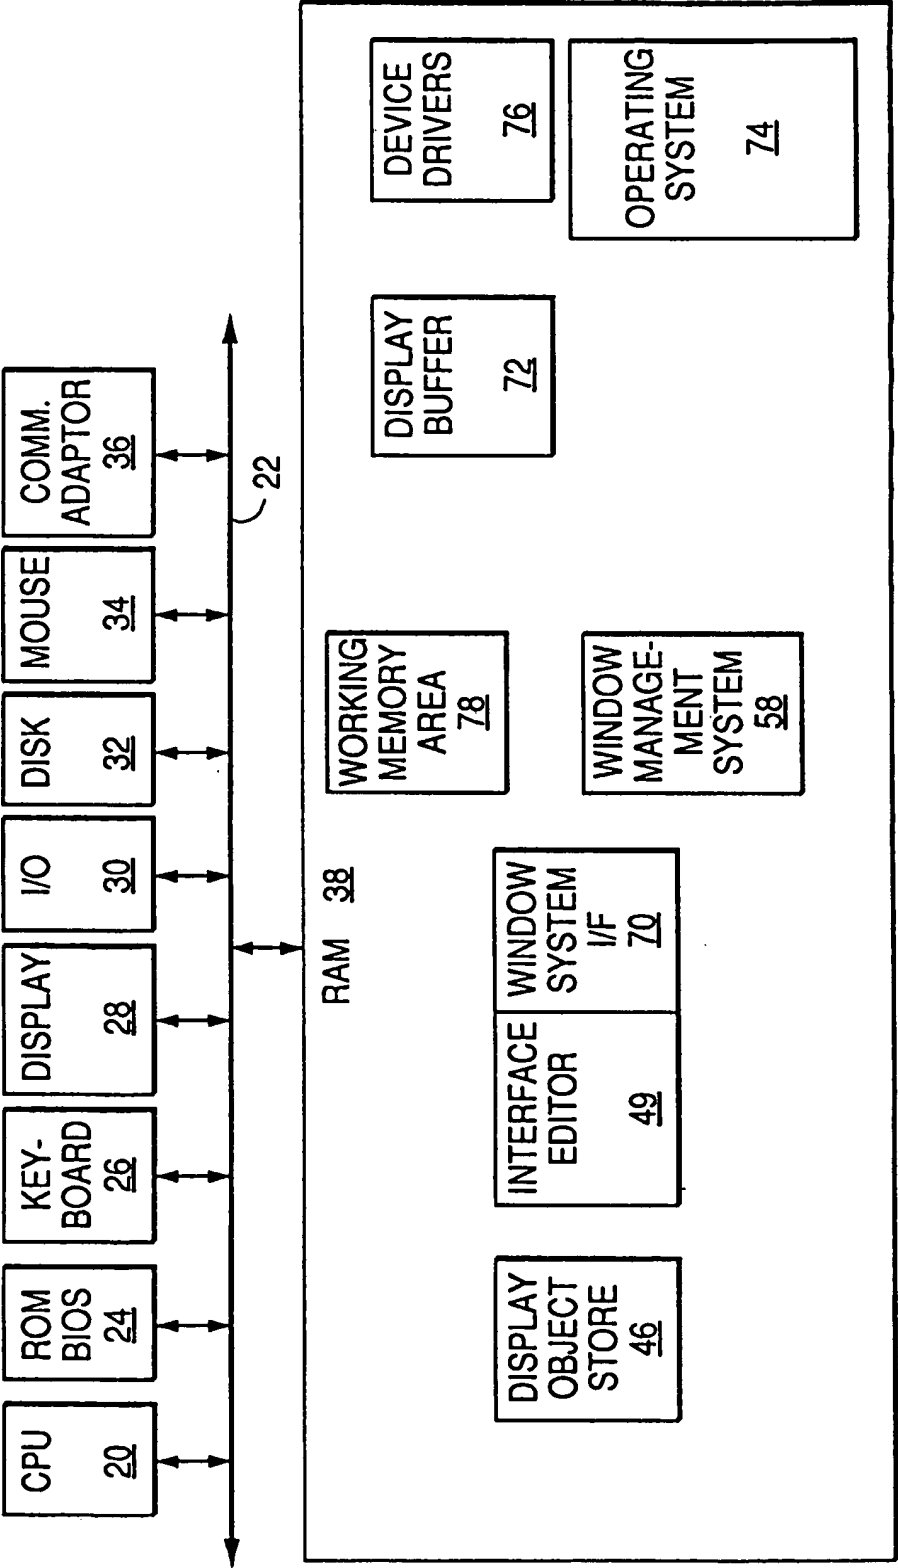 CPU
20
ROM
BIOS
24
KEY-
BOARD
26
DISPLAY
28
I/O
30
DISK
32
MOUSE
34
COMM.
ADAPTOR
36
22
RAM 38
DISPLAY
OBJECT
STORE
46
INTERFACE
EDITOR
49
WINDOW
SYSTEM
I/F
70
WORKING
MEMORY
AREA
78
WINDOW
MANAGE-
MENT
SYSTEM
58
DISPLAY
BUFFER
72
DEVICE
DRIVERS
76
OPERATING
SYSTEM
74